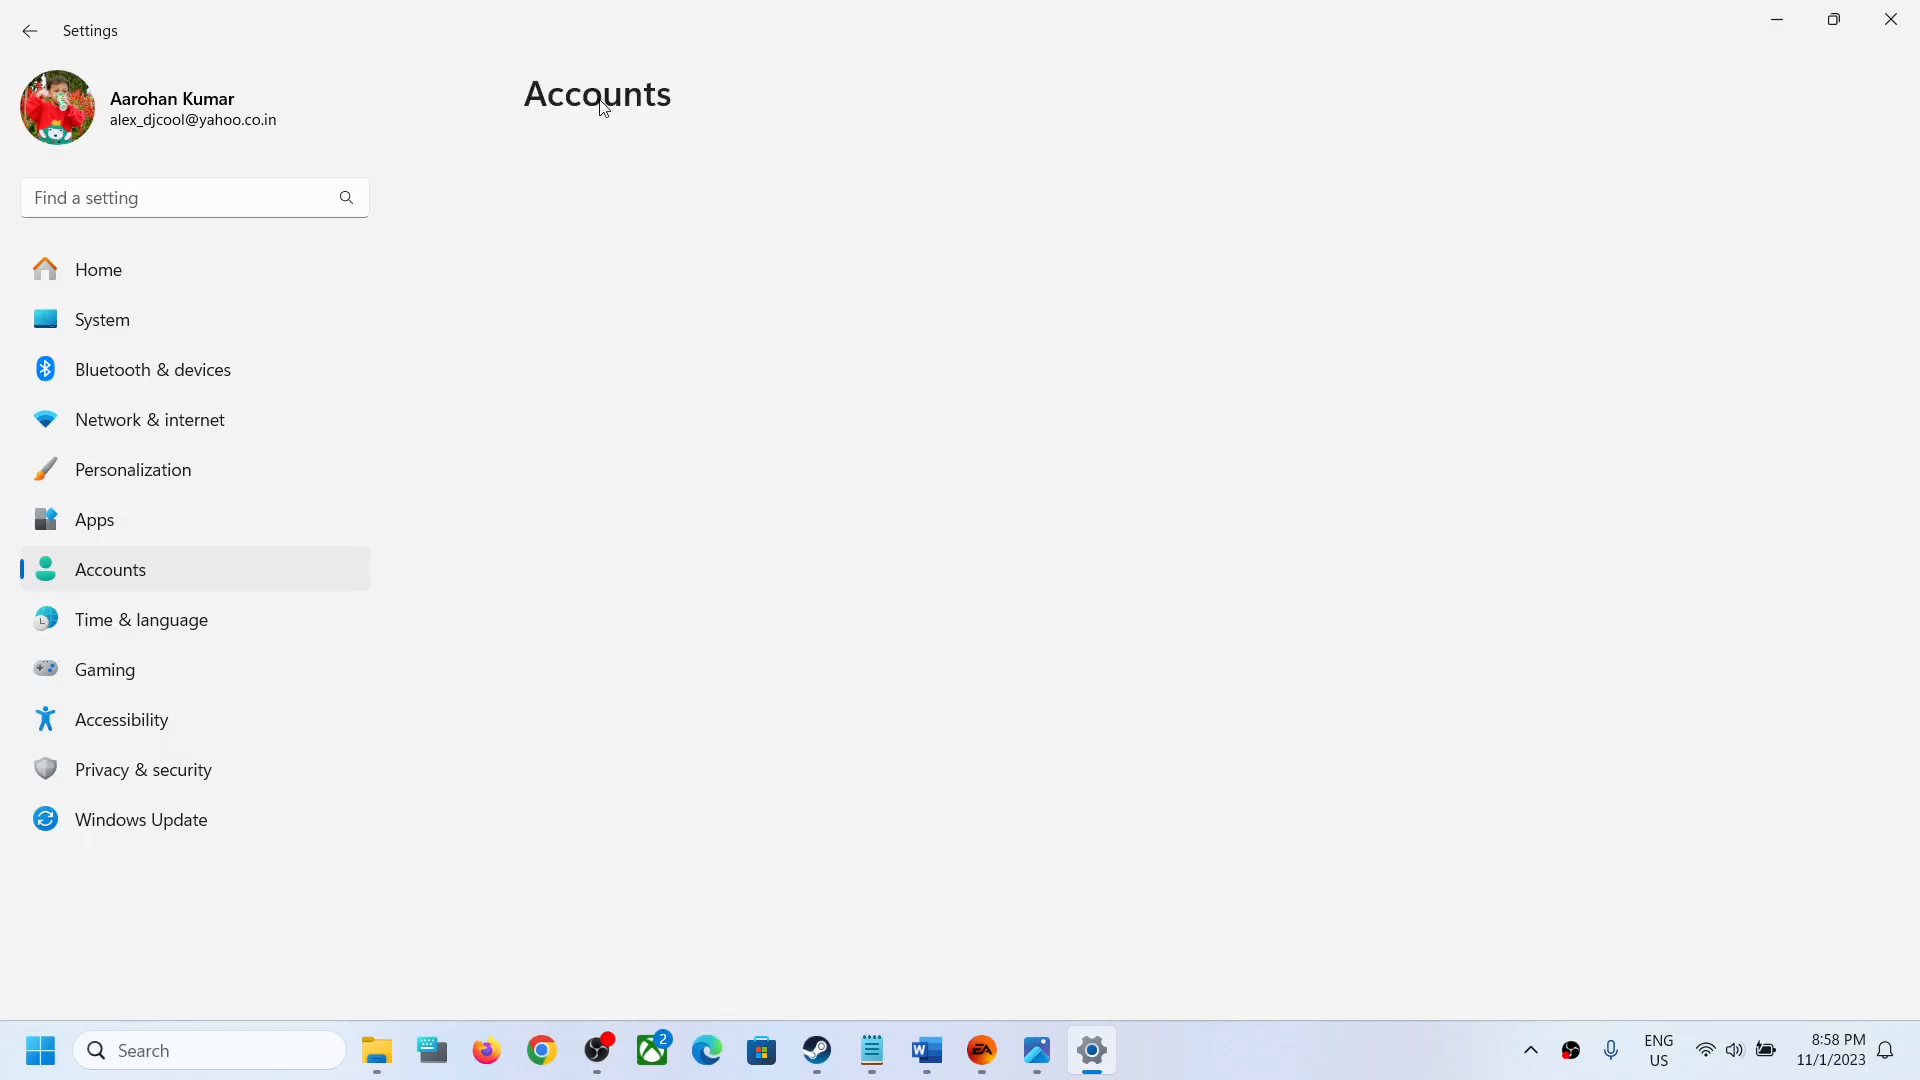 Settings
Aarohan Kumar
alex_djcool@yahoo.co.in
Accounts
Find a setting
Home
System
Bluetooth & devices
Network & internet
Personalization
Apps
Accounts
Time & language
Gaming
Accessibility
Privacy & security
Windows Update
Search
2
W
EA
ENG
US
8:58 PM
11/1/2023